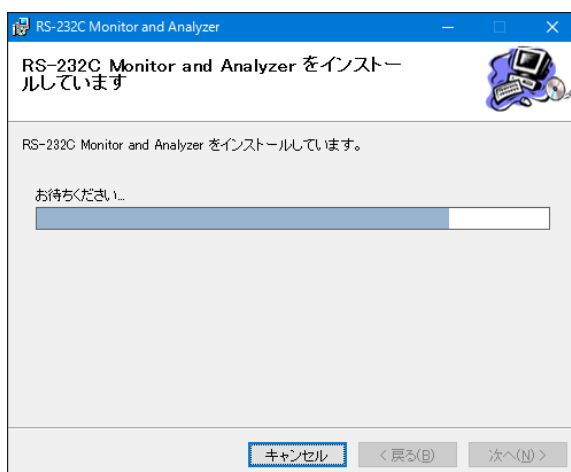 RS-232C Monitor and Analyzer
RS-232C Monitor and Analyzer をインストー
ルしています
RS-232C Monitor and Analyzer をインストールしています。
お待ちください...
キャンセル
< 戻る(B)
次へ(N) >